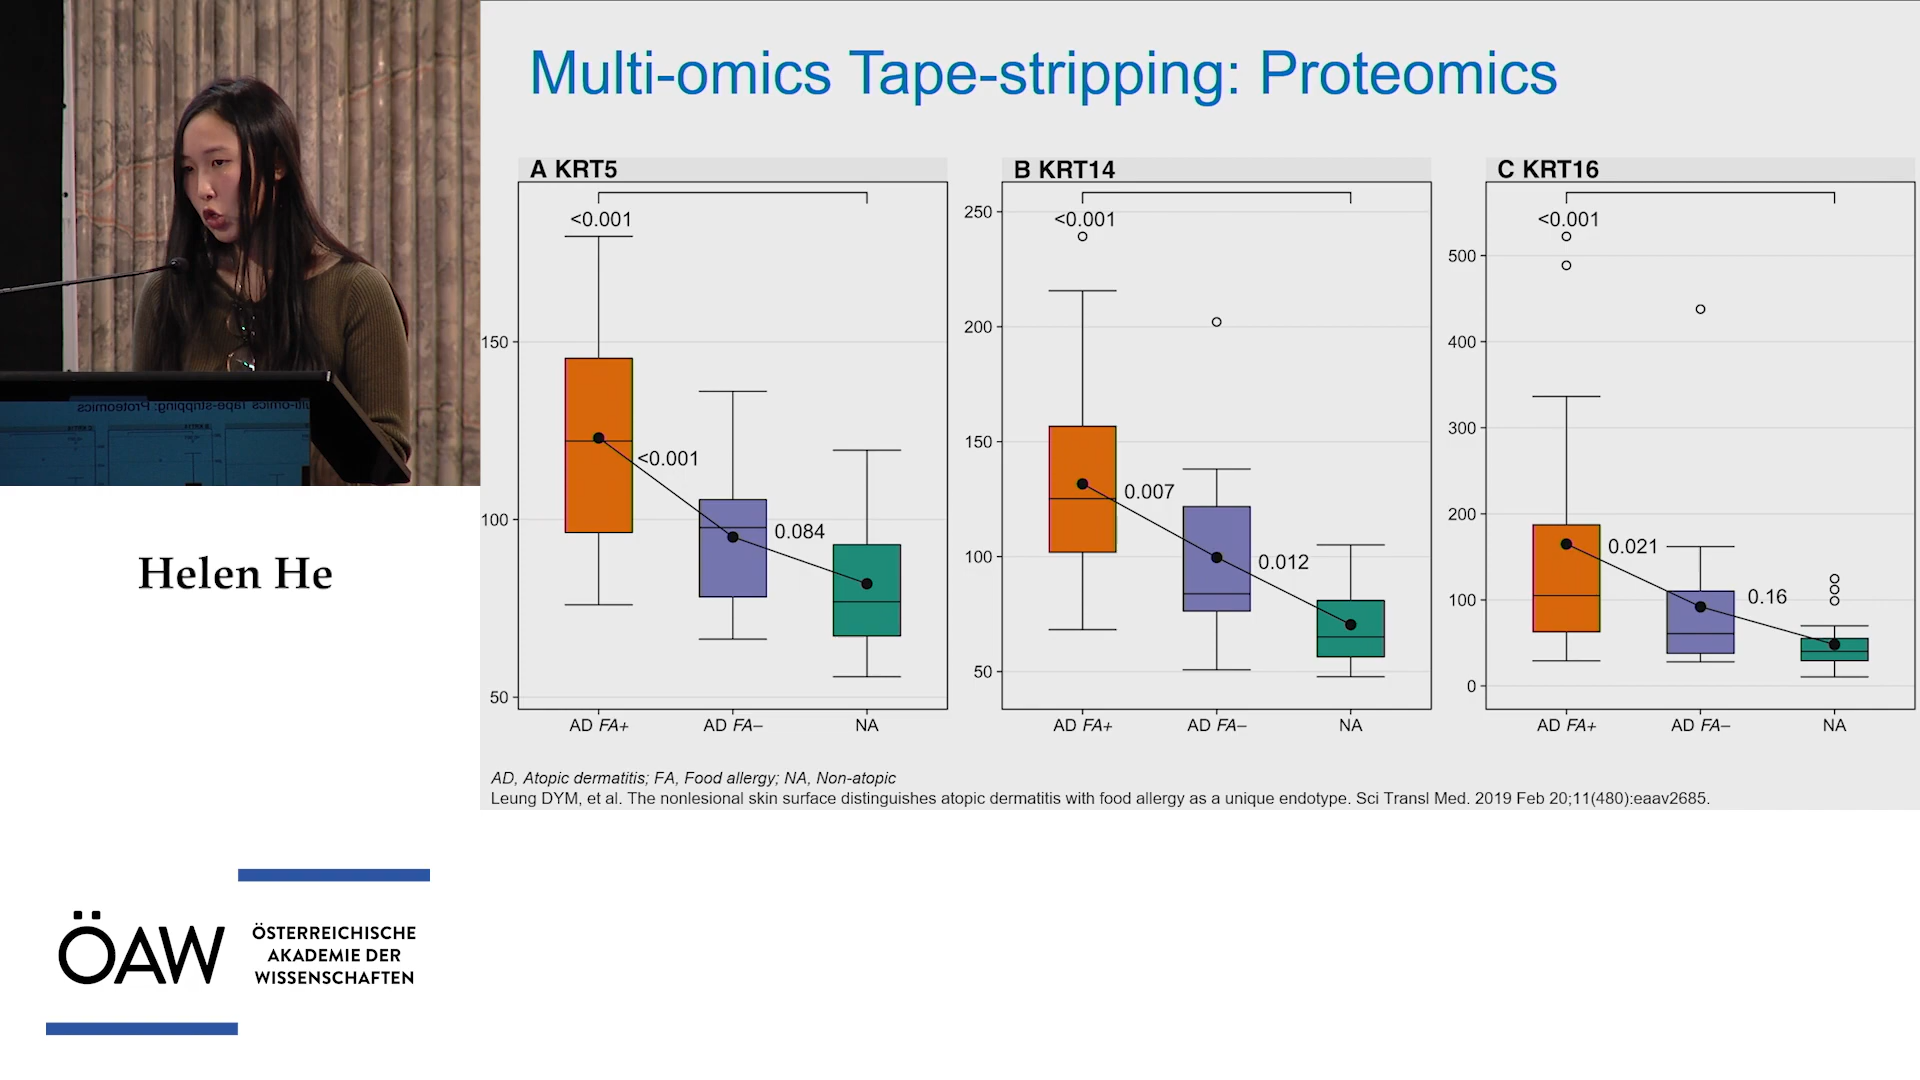 Multi-omics Tape-stripping: Proteomics
A KRT5
<0.001
<0.001
0.084
150
100
50
AD FA+
AD FA–
NA
B KRT14
<0.001
0.007
0.012
250
200
150
100
50
AD FA+
AD FA–
NA
C KRT16
<0.001
0.021
0.16
500
400
300
200
100
0
AD FA+
AD FA–
NA
AD, Atopic dermatitis; FA, Food allergy; NA, Non-atopic
Leung DYM, et al. The nonlesional skin surface distinguishes atopic dermatitis with food allergy as a unique endotype. Sci Transl Med. 2019 Feb 20;11(480):eaav2685.
Helen He
ÖAW
ÖSTERREICHISCHE
AKADEMIE DER
WISSENSCHAFTEN